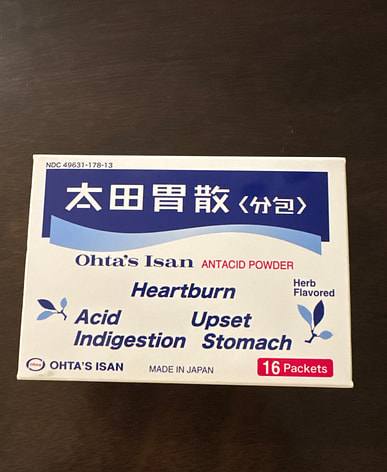 NDC 49631-178-13
太田胃散〈分包〉
Ohta's Isan ANTACID POWDER
Heartburn
Herb
Flavored
Acid
Indigestion
Upset
Stomach
OHTA'S ISAN
MADE IN JAPAN
16 Packets